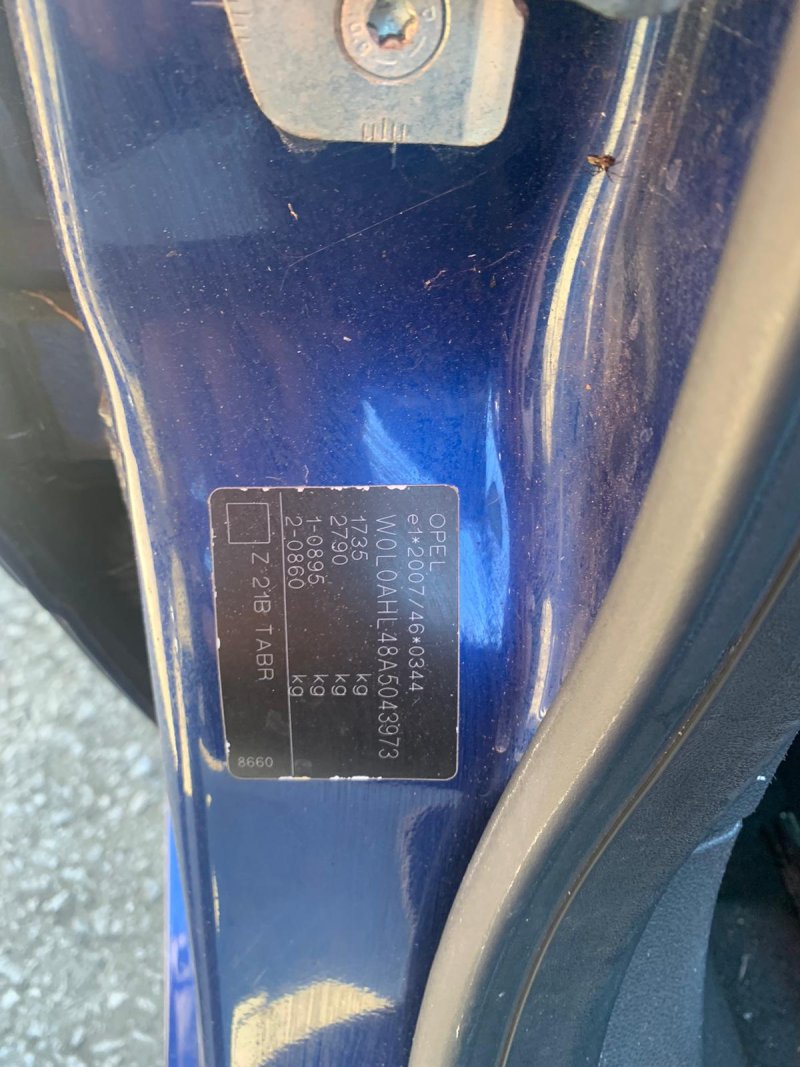 OPEL
e1*2007/46*0344
W0L0AHL48A5043973
1735 kg
2790 kg
1-0895 kg
2-0860 kg
Z 21B TABR
8660